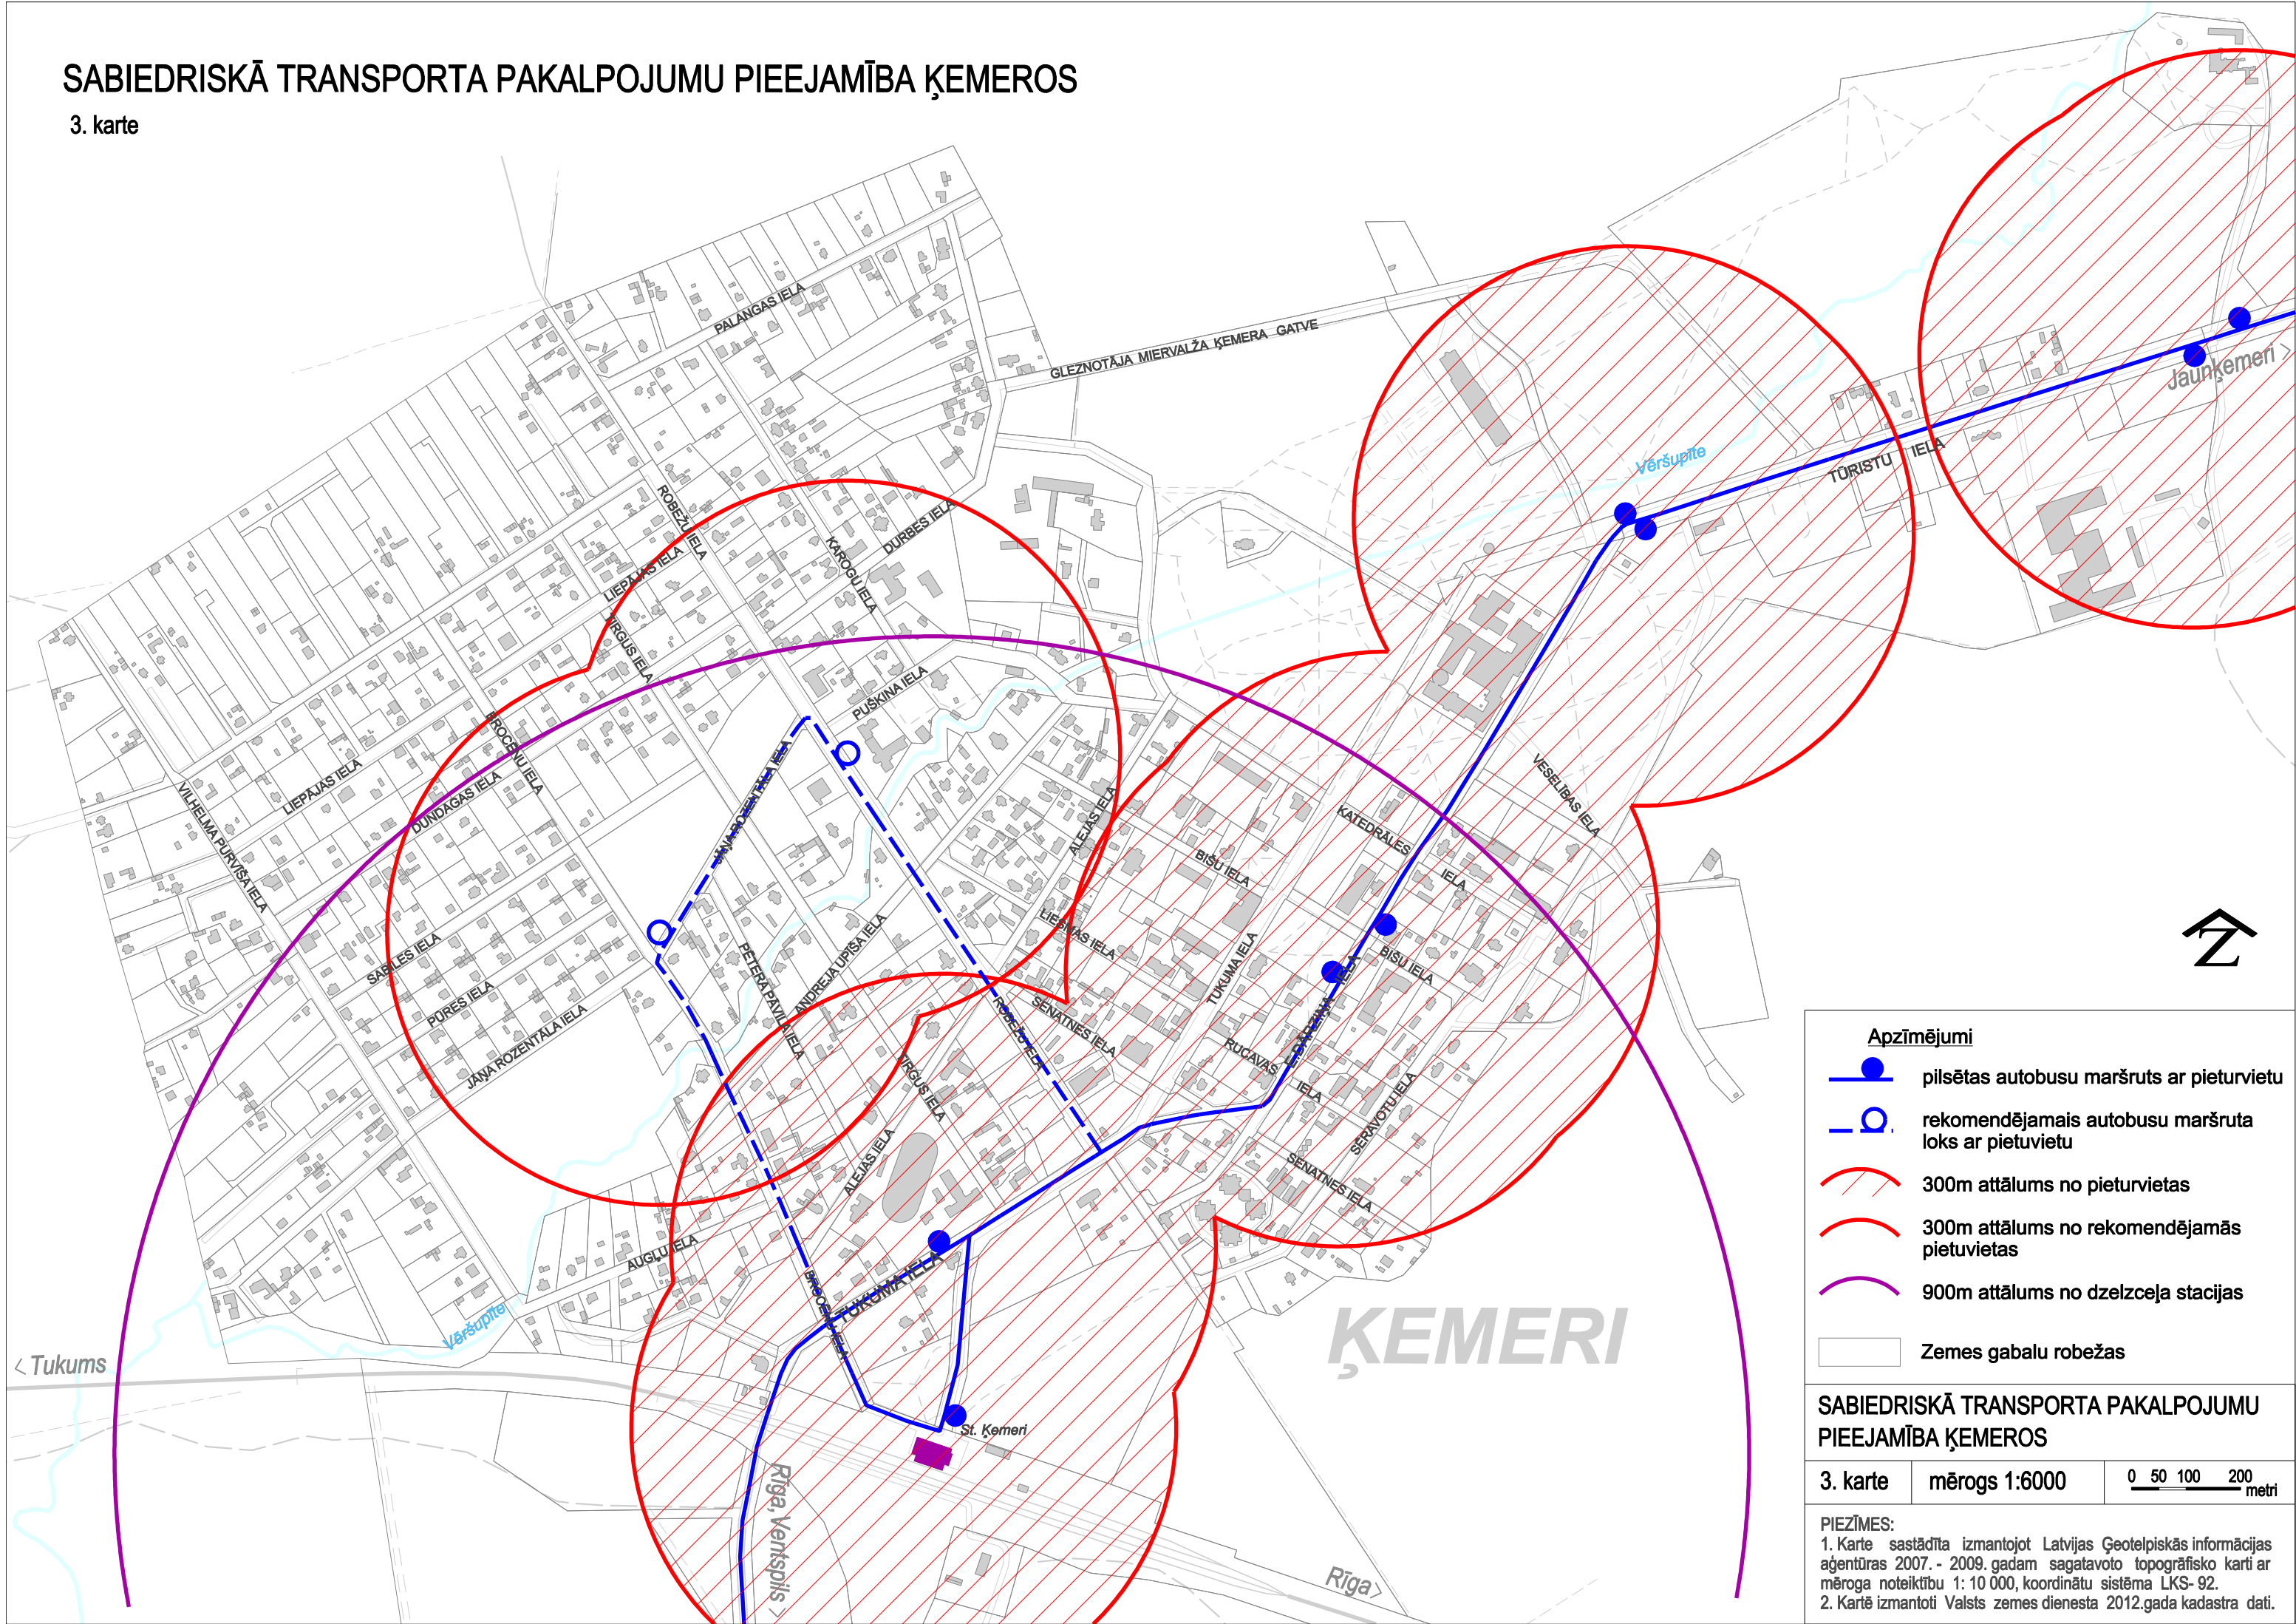 SABIEDRISKĀ TRANSPORTA PAKALPOJUMU PIEEJAMĪBA ĶEMEROS
3. karte
PALANGAS IELA
GLEZNOTĀJA MIERVALŽA ĶEMERA GATVE
Jaunķemeri >
Vēršupīte
TŪRISTU IELA
ROBEŽU IELA
DURBES IELA
KAROGU IELA
LIEPĀJAS IELA
TIRGUS IELA
PUŠKINA IELA
BROCĒNU IELA
JĀŅA ROZENTĀLA IELA
LIEPĀJAS IELA
DUNDAGAS IELA
VILHELMA PURVĪŠA IELA
VESELĪBAS IELA
KATEDRĀLES
IELA
ALEJAS IELA
BIŠU IELA
LIESMAS IELA
SABILES IELA
PĒTERA PĀVILA IELA
ANDREJA UPĪŠA IELA
TUKUMA IELA
BIŠU IELA
PŪRES IELA
JĀŅA ROZENTĀLA IELA
ROBEŽU IELA
SENATNES IELA
E.DĀRZIŅA IELA
RUCAVAS
IELA
TIRGUS IELA
SĒRAVOTU IELA
ALEJAS IELA
SENATNES IELA
AUGĻU IELA
TUKUMA IELA
BROCĒNU IELA
Vēršupīte
< Tukums
ĶEMERI
St. Ķemeri
Rīga, Ventspils >
Rīga >
Z
Apzīmējumi
pilsētas autobusu maršruts ar pieturvietu
rekomendējamais autobusu maršruta
loks ar pietuvietu
300m attālums no pieturvietas
300m attālums no rekomendējamās
pietuvietas
900m attālums no dzelzceļa stacijas
Zemes gabalu robežas
SABIEDRISKĀ TRANSPORTA PAKALPOJUMU
PIEEJAMĪBA ĶEMEROS
3. karte
mērogs 1:6000
0 50 100 200
metri
PIEZĪMES:
1. Karte sastādīta izmantojot Latvijas Ģeotelpiskās informācijas
aģentūras 2007. - 2009. gadam sagatavoto topogrāfisko karti ar
mēroga noteiktību 1: 10 000, koordinātu sistēma LKS- 92.
2. Kartē izmantoti Valsts zemes dienesta 2012.gada kadastra dati.